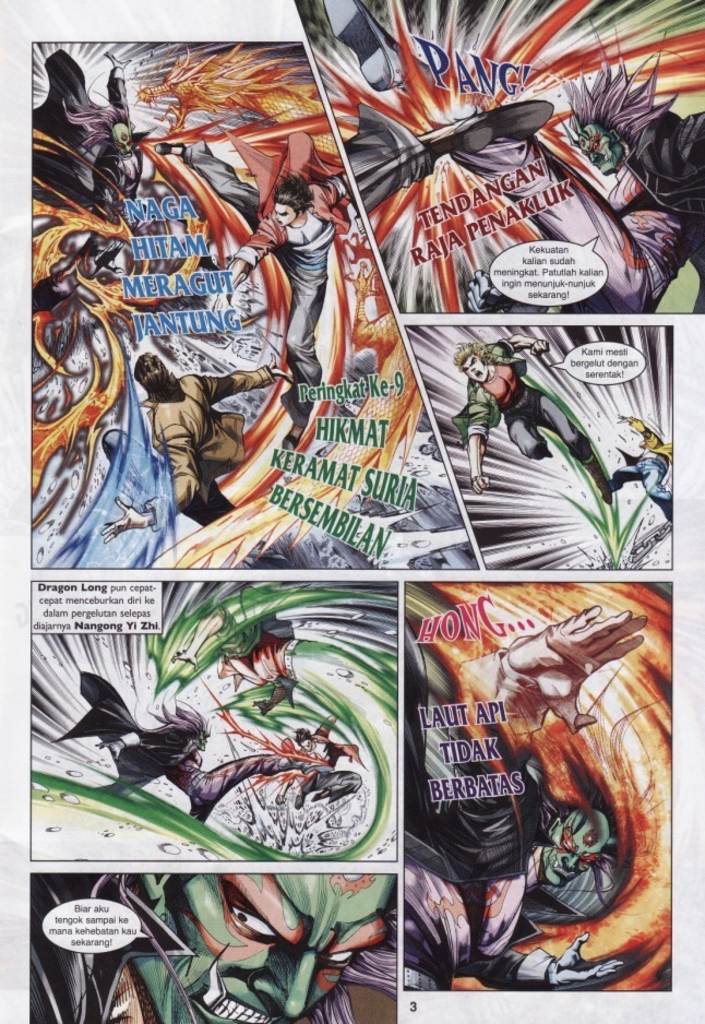 NAGA
HITAM
MERAGUT
JANTUNG
Peringkat Ke-9
HIKMAT
KERAMAT SURIA
BERSEMBILAN
PANG!
TENDANGAN
RAJA PENAKLUK
Kekuatan
kalian sudah
meningkat. Patutlah kalian
ingin menunjuk-nunjuk
sekarang!
Kami mesti
bergelut dengan
serentak!
Dragon Long pun cepat-
cepat menceburkan diri ke
dalam pergelutan selepas
diajarnya Nangong Yi Zhi.
HONG...
LAUT API
TIDAK
BERBATAS
Biar aku
tengok sampai ke
mana kehebatan kau
sekarang!
3